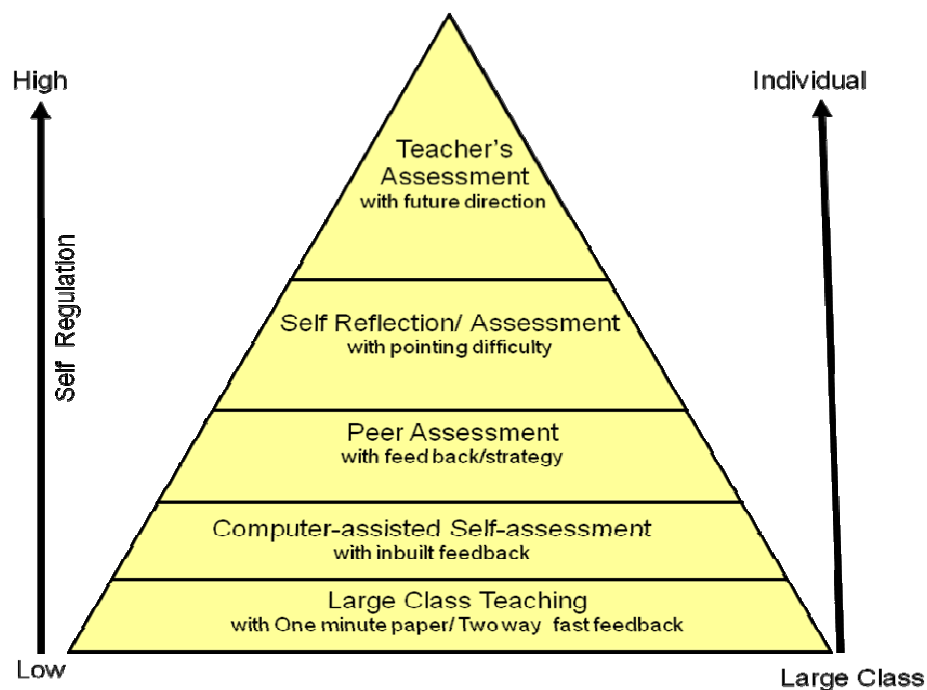 High
Individual
Teacher's
Assessment
with future direction
Self Regulation
Self Reflection/ Assessment
with pointing difficulty
Peer Assessment
with feed back/strategy
Computer-assisted Self-assessment
with inbuilt feedback
Large Class Teaching
with One minute paper/ Two way fast feedback
Low
Large Class